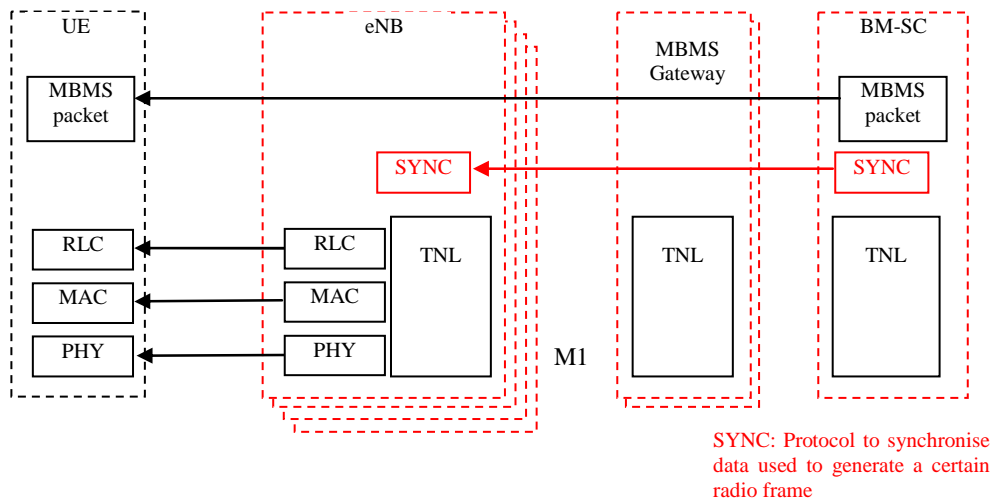 UE
eNB
MBMS
Gateway
BM-SC
MBMS
packet
MBMS
packet
SYNC
SYNC
RLC
RLC
TNL
TNL
TNL
MAC
MAC
PHY
PHY
M1
SYNC: Protocol to synchronise
data used to generate a certain
radio frame